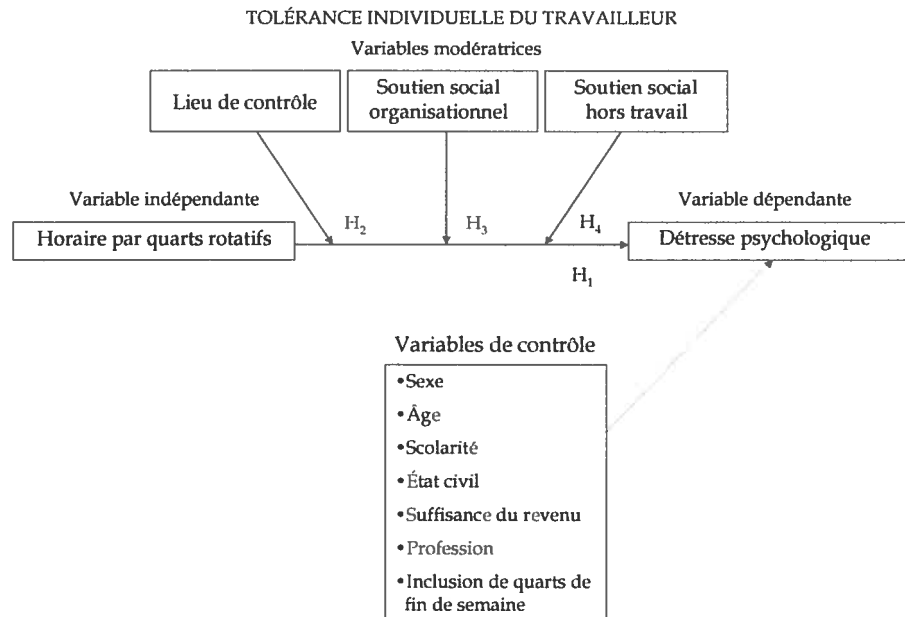 TOLÉRANCE INDIVIDUELLE DU TRAVAILLEUR
Variables modératrices
Lieu de contrôle
Soutien social
organisationnel
Soutien social
hors travail
Variable indépendante
Variable dépendante
H₂
H₃
H₄
Horaire par quarts rotatifs
Détresse psychologique
H₁
Variables de contrôle
•Sexe
•Âge
•Scolarité
•État civil
•Suffisance du revenu
•Profession
•Inclusion de quarts de
fin de semaine